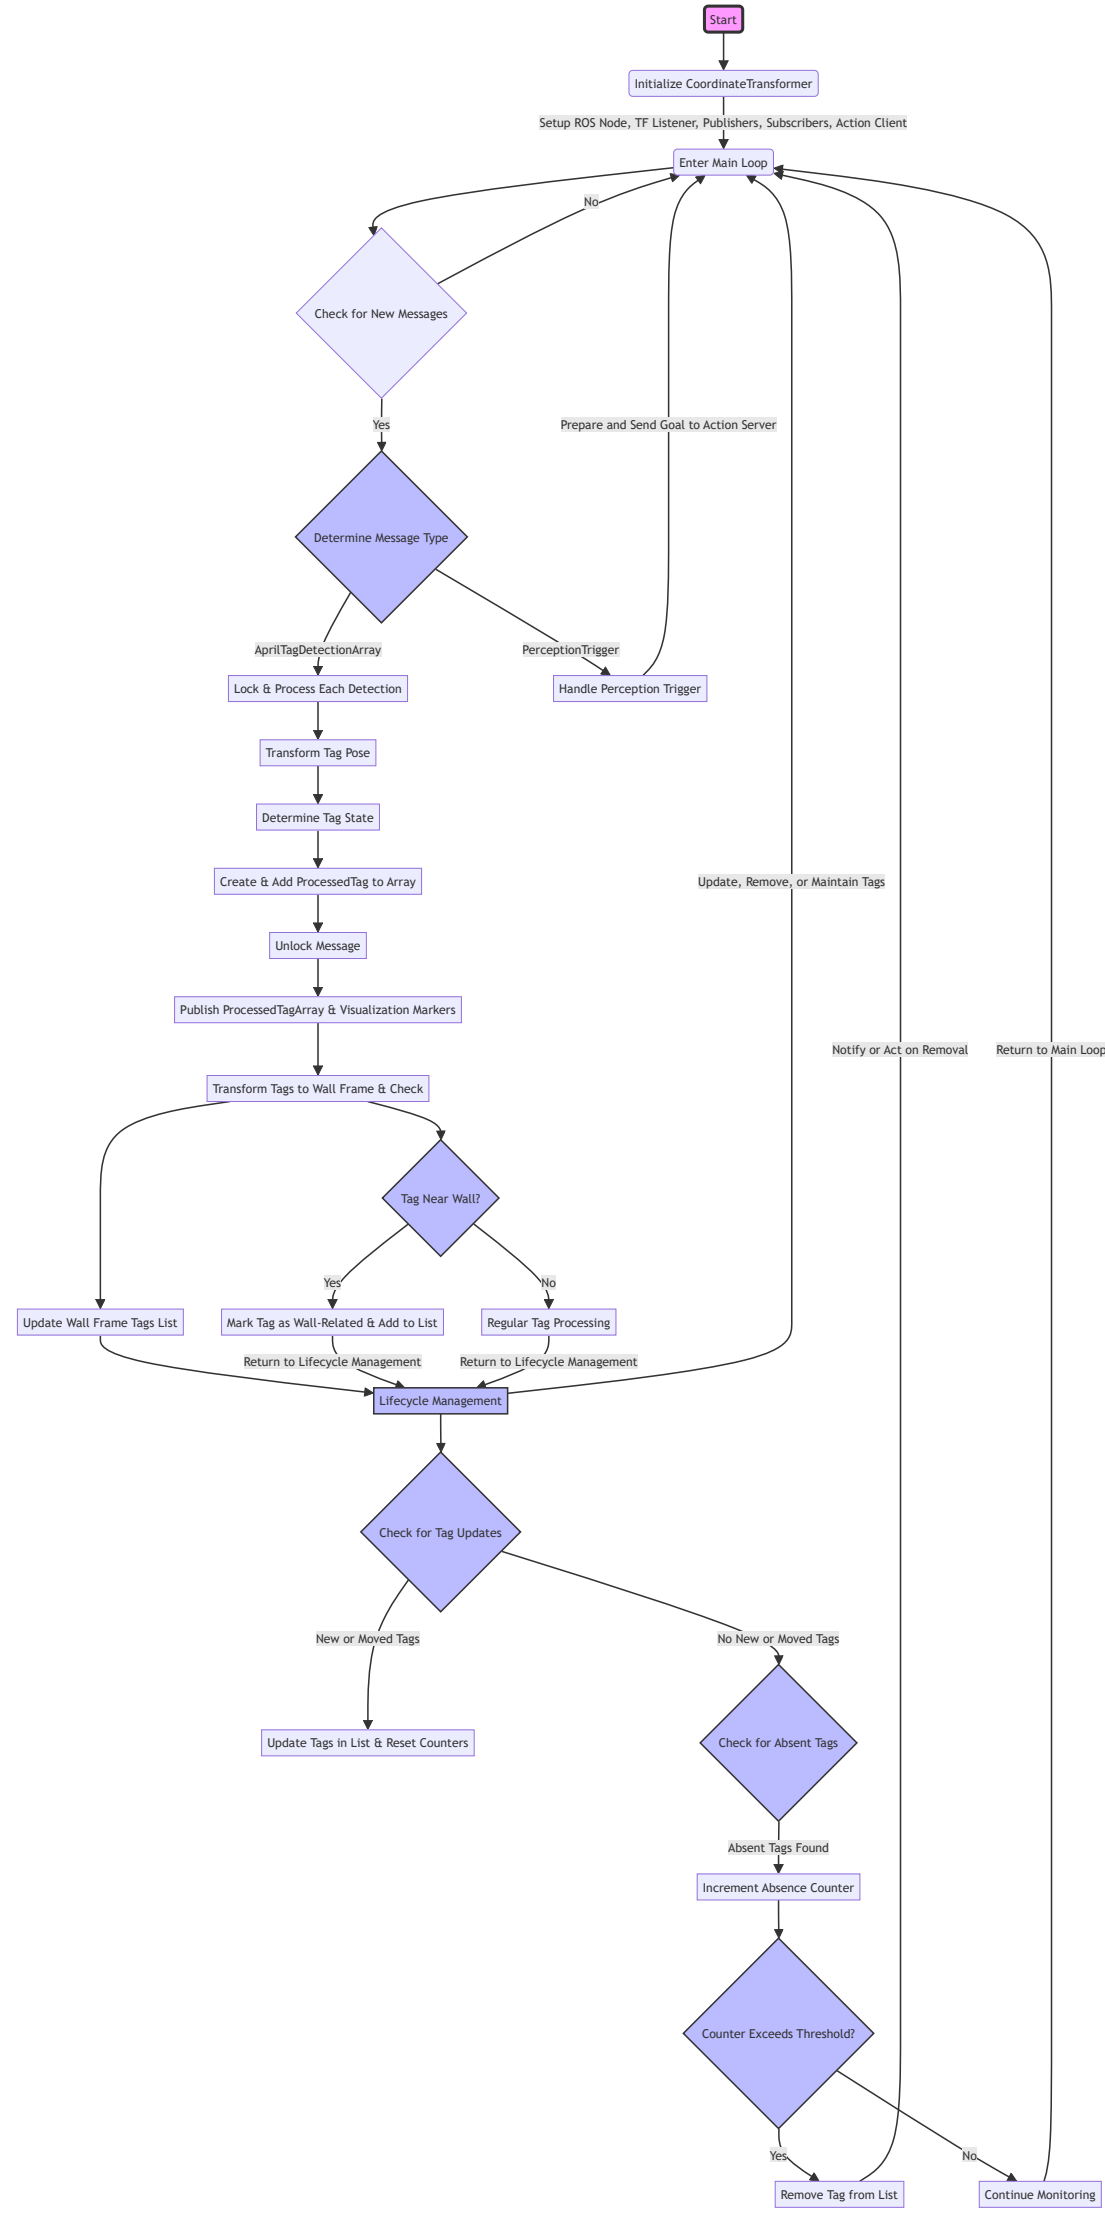 Start
Initialize CoordinateTransformer
Setup ROS Node, TF Listener, Publishers, Subscribers, Action Client
Enter Main Loop
No
Check for New Messages
Yes
Prepare and Send Goal to Action Server
Determine Message Type
AprilTagDetectionArray
PerceptionTrigger
Lock & Process Each Detection
Handle Perception Trigger
Transform Tag Pose
Determine Tag State
Create & Add ProcessedTag to Array
Update, Remove, or Maintain Tags
Unlock Message
Publish ProcessedTagArray & Visualization Markers
Notify or Act on Removal
Return to Main Loop
Transform Tags to Wall Frame & Check
Tag Near Wall?
Yes
No
Update Wall Frame Tags List
Mark Tag as Wall-Related & Add to List
Regular Tag Processing
Return to Lifecycle Management
Return to Lifecycle Management
Lifecycle Management
Check for Tag Updates
New or Moved Tags
No New or Moved Tags
Update Tags in List & Reset Counters
Check for Absent Tags
Absent Tags Found
Increment Absence Counter
Counter Exceeds Threshold?
Yes
No
Remove Tag from List
Continue Monitoring